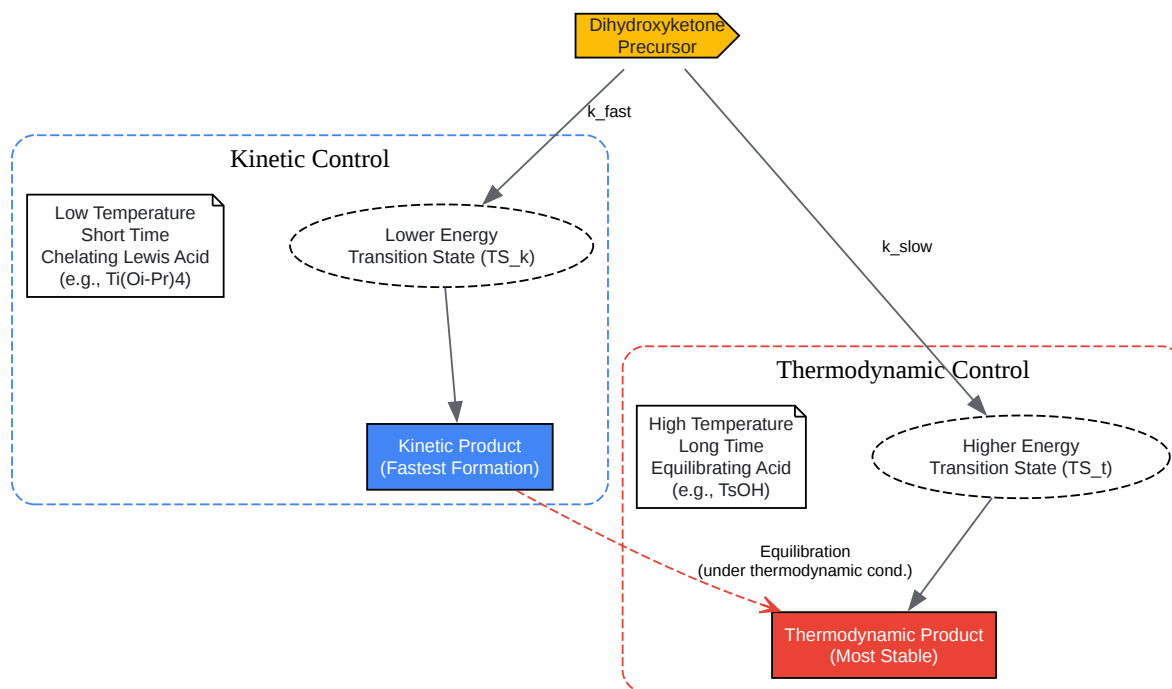 Dihydroxyketone
Precursor
k_fast
Kinetic Control
Low Temperature
Short Time
Chelating Lewis Acid
(e.g., Ti(Oi-Pr)4)
Lower Energy
Transition State (TS_k)
k_slow
Kinetic Product
(Fastest Formation)
Thermodynamic Control
High Temperature
Long Time
Equilibrating Acid
(e.g., TsOH)
Higher Energy
Transition State (TS_t)
Equilibration
(under thermodynamic cond.)
Thermodynamic Product
(Most Stable)